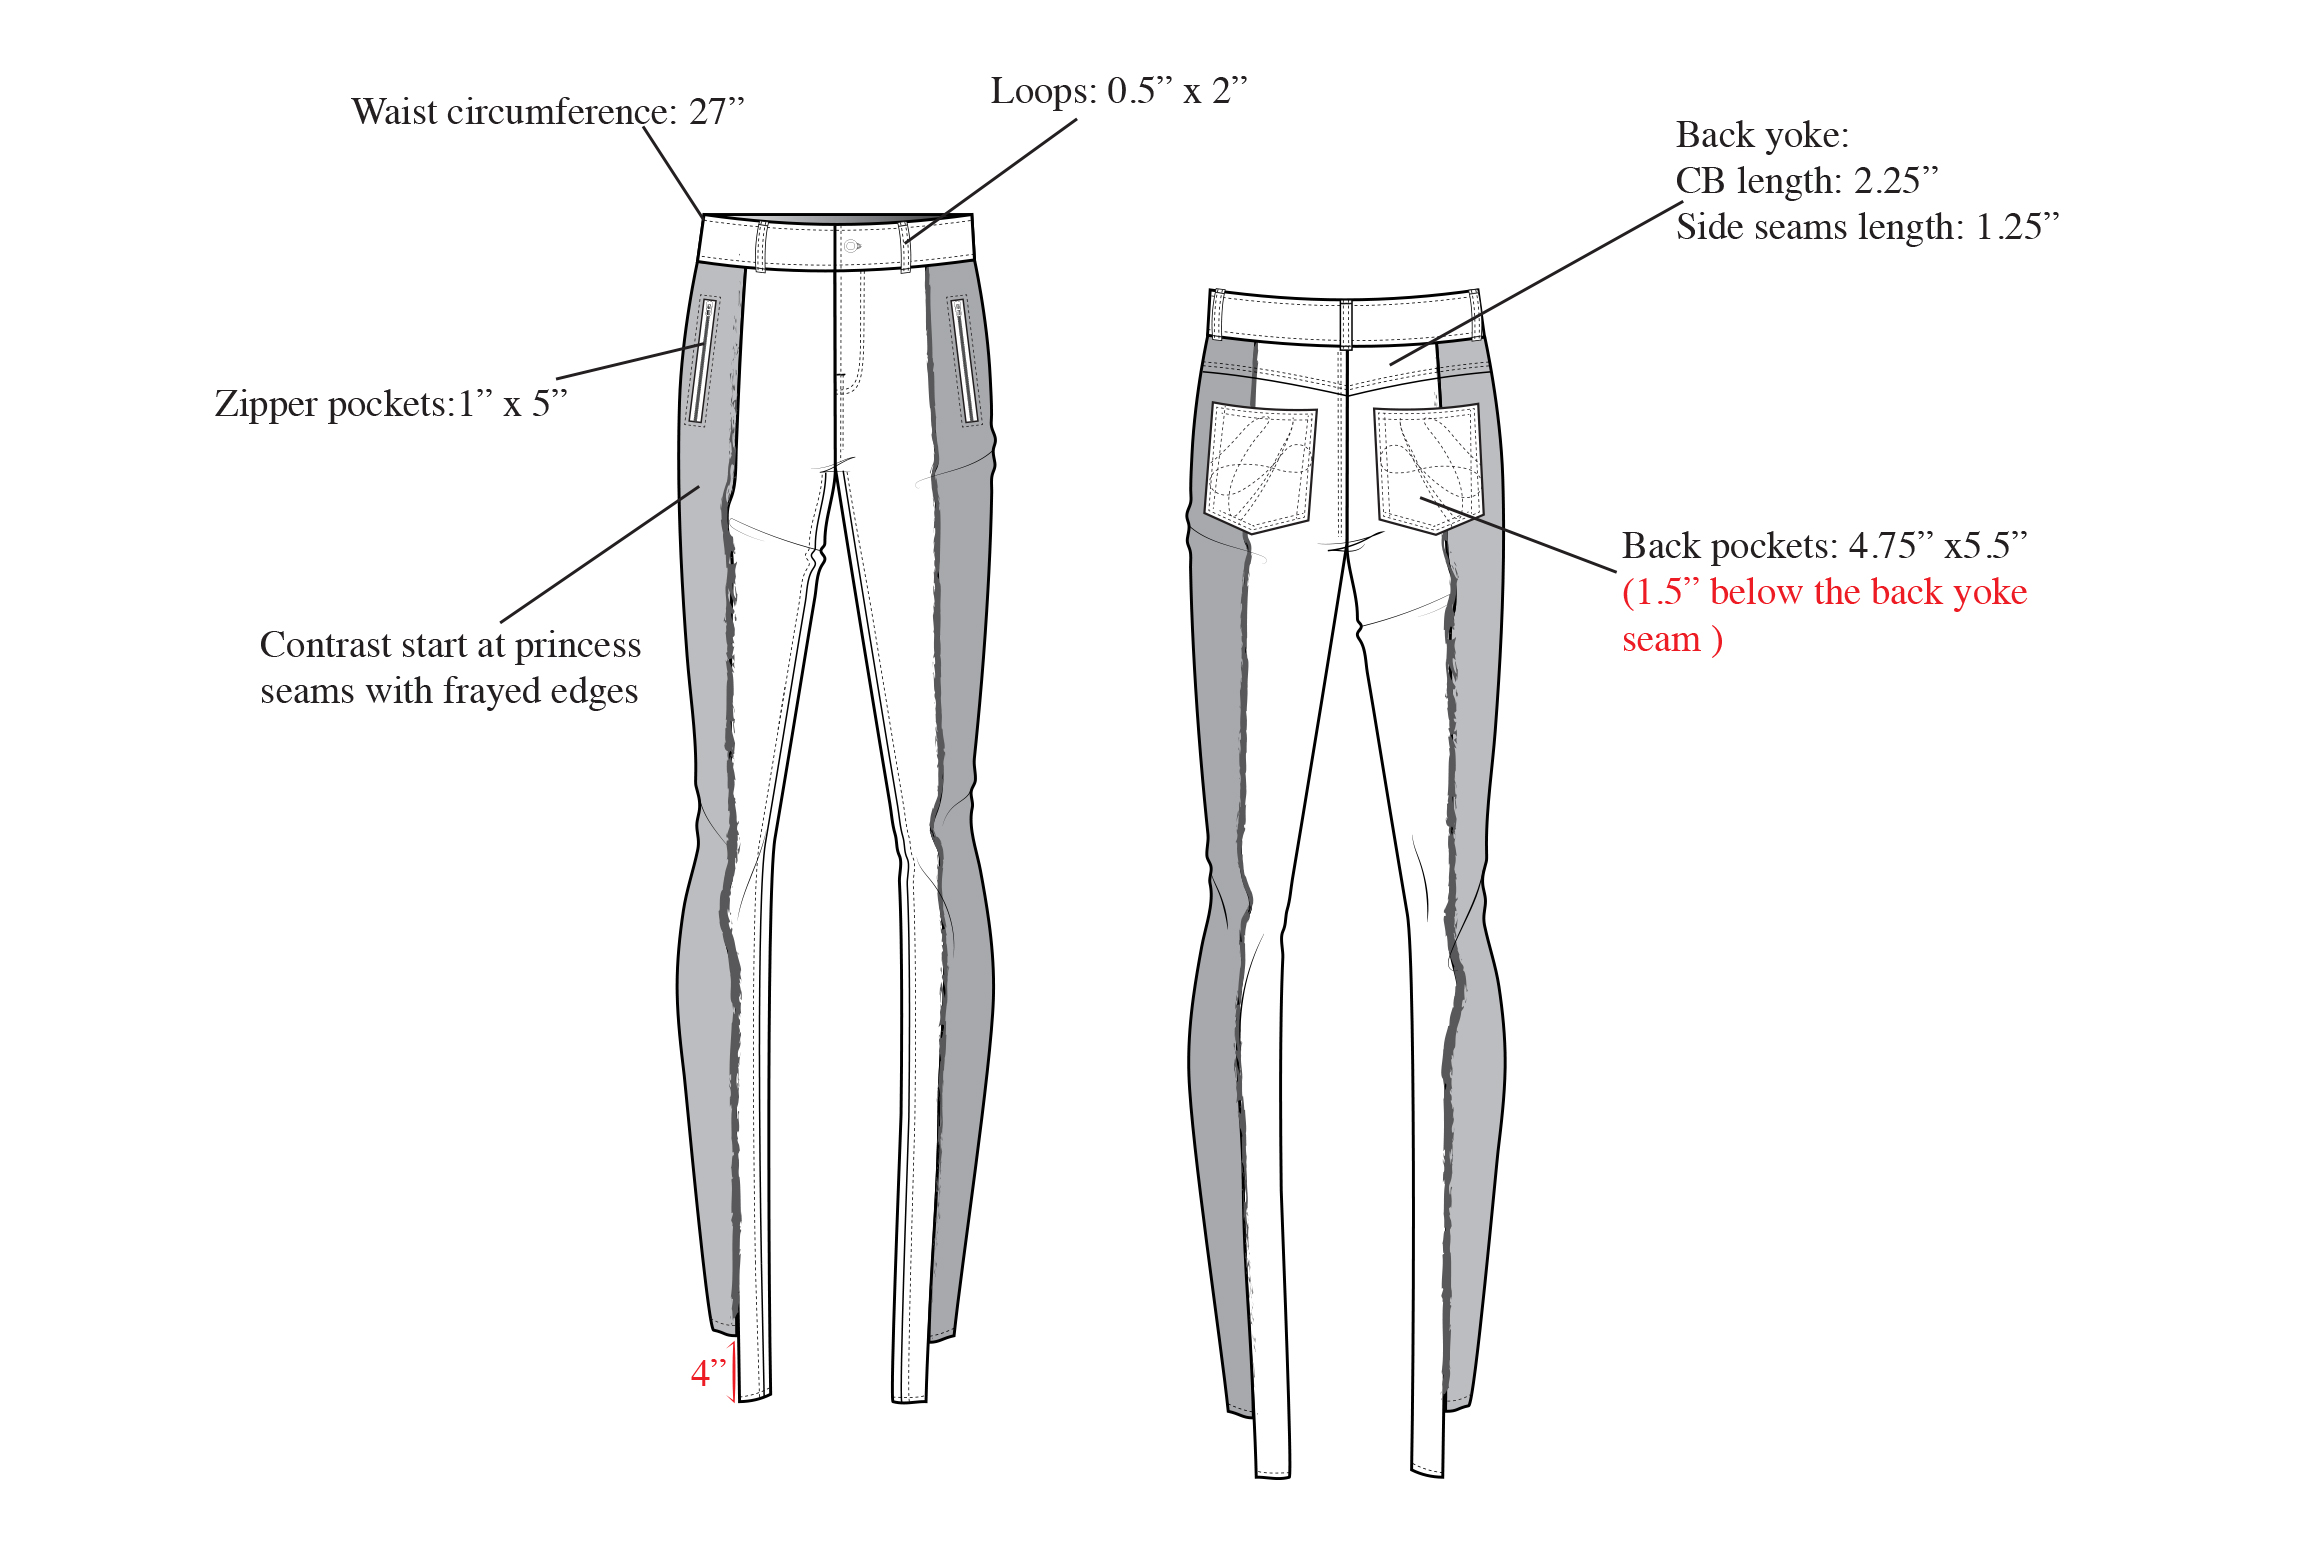 Waist circumference: 27”
Loops: 0.5” x 2”
Back yoke:
CB length: 2.25”
Side seams length: 1.25”
Zipper pockets:1” x 5”
Back pockets: 4.75” x5.5”
(1.5” below the back yoke
seam )
Contrast start at princess
seams with frayed edges
4”